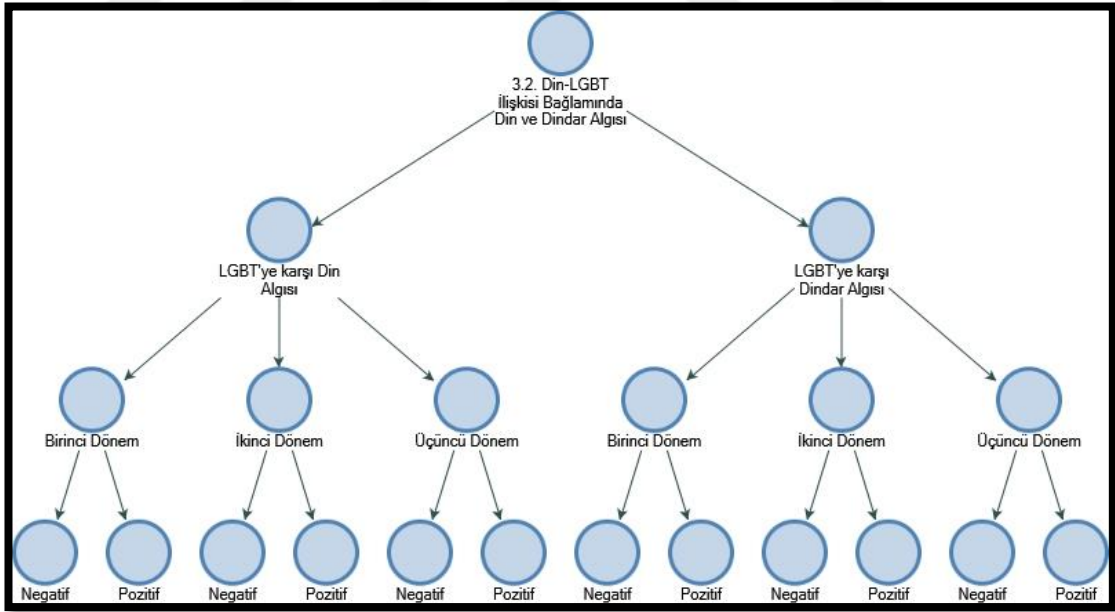 3.2. Din-LGBT
İlişkisi Bağlamında
Din ve Dindar Algısı
LGBT'ye karşı Din
Algısı
LGBT'ye karşı
Dindar Algısı
Birinci Dönem
İkinci Dönem
Üçüncü Dönem
Birinci Dönem
İkinci Dönem
Üçüncü Dönem
Negatif
Pozitif
Negatif
Pozitif
Negatif
Pozitif
Negatif
Pozitif
Negatif
Pozitif
Negatif
Pozitif